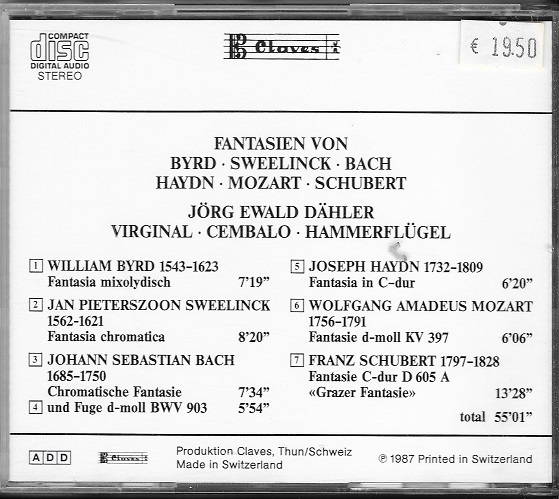 COMPACT
disc
DIGITAL AUDIO
STEREO
Claves
€ 19.50
FANTASIEN VON
BYRD · SWEELINCK · BACH
HAYDN · MOZART · SCHUBERT
JÖRG EWALD DÄHLER
VIRGINAL · CEMBALO · HAMMERFLÜGEL
1 WILLIAM BYRD 1543–1623
Fantasia mixolydisch 7'19"
2 JAN PIETERSZOON SWEELINCK
1562–1621
Fantasia chromatica 8'20"
3 JOHANN SEBASTIAN BACH
1685–1750
Chromatische Fantasie 7'34"
4 und Fuge d-moll BWV 903 5'54"
5 JOSEPH HAYDN 1732–1809
Fantasia in C-dur 6'20"
6 WOLFGANG AMADEUS MOZART
1756–1791
Fantasie d-moll KV 397 6'06"
7 FRANZ SCHUBERT 1797–1828
Fantasie C-dur D 605 A
«Grazer Fantasie» 13'28"
total 55'01"
A D D
Claves
Produktion Claves, Thun/Schweiz
Made in Switzerland
℗ 1987 Printed in Switzerland